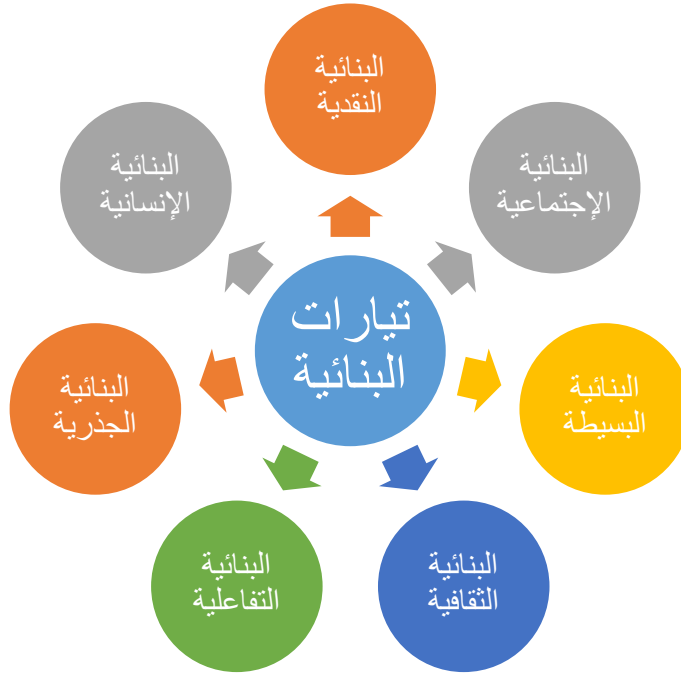 البنائية
النقدية
البنائية
الإجتماعية
البنائية
الإنسانية
تيارات
البنائية
البنائية
البسيطة
البنائية
الجذرية
البنائية
الثقافية
البنائية
التفاعلية